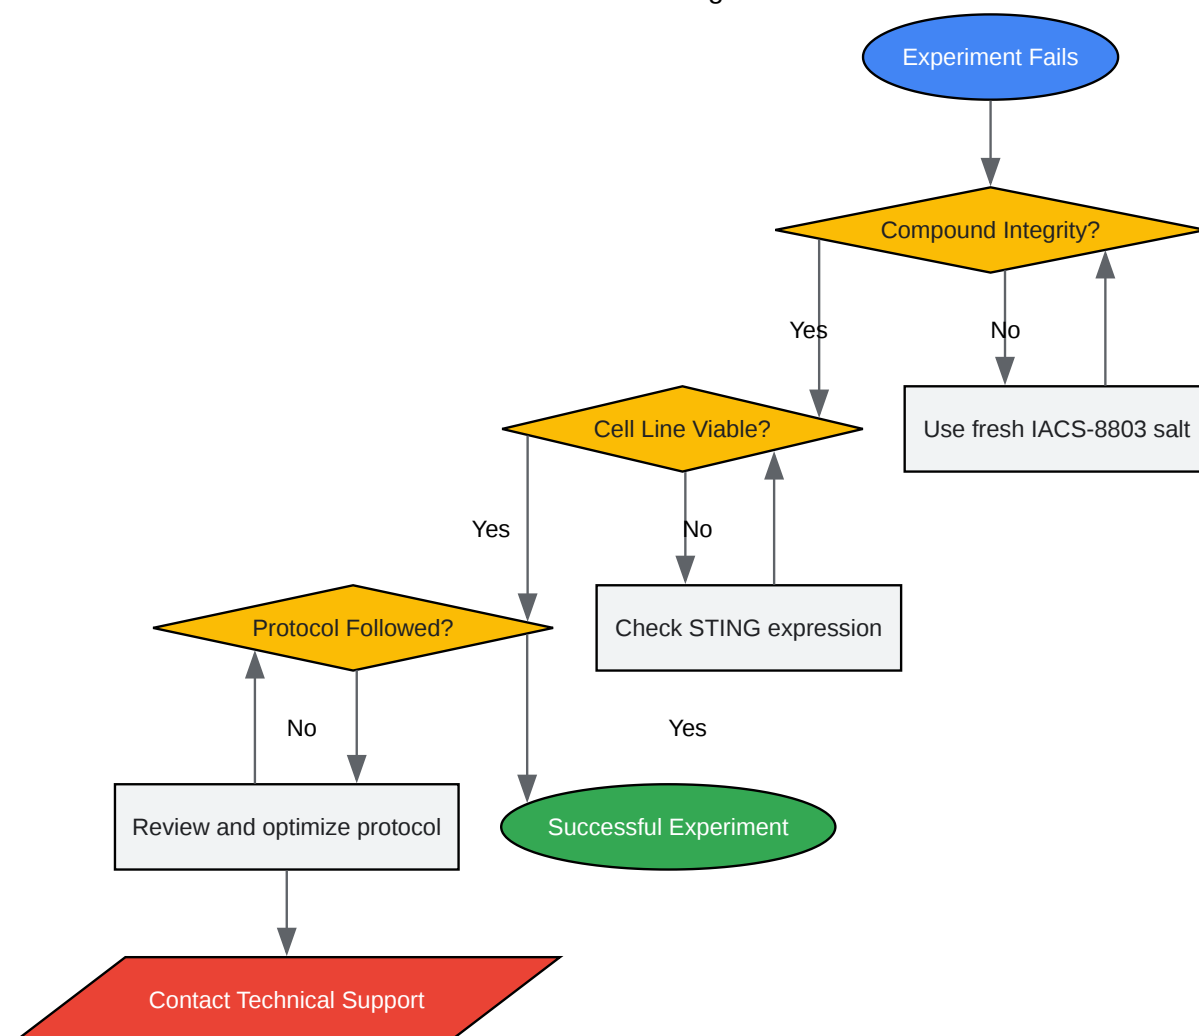 Experiment Fails
Compound Integrity?
Yes
No
Cell Line Viable?
Use fresh IACS-8803 salt
Yes
No
Protocol Followed?
Check STING expression
No
Yes
Review and optimize protocol
Successful Experiment
Contact Technical Support